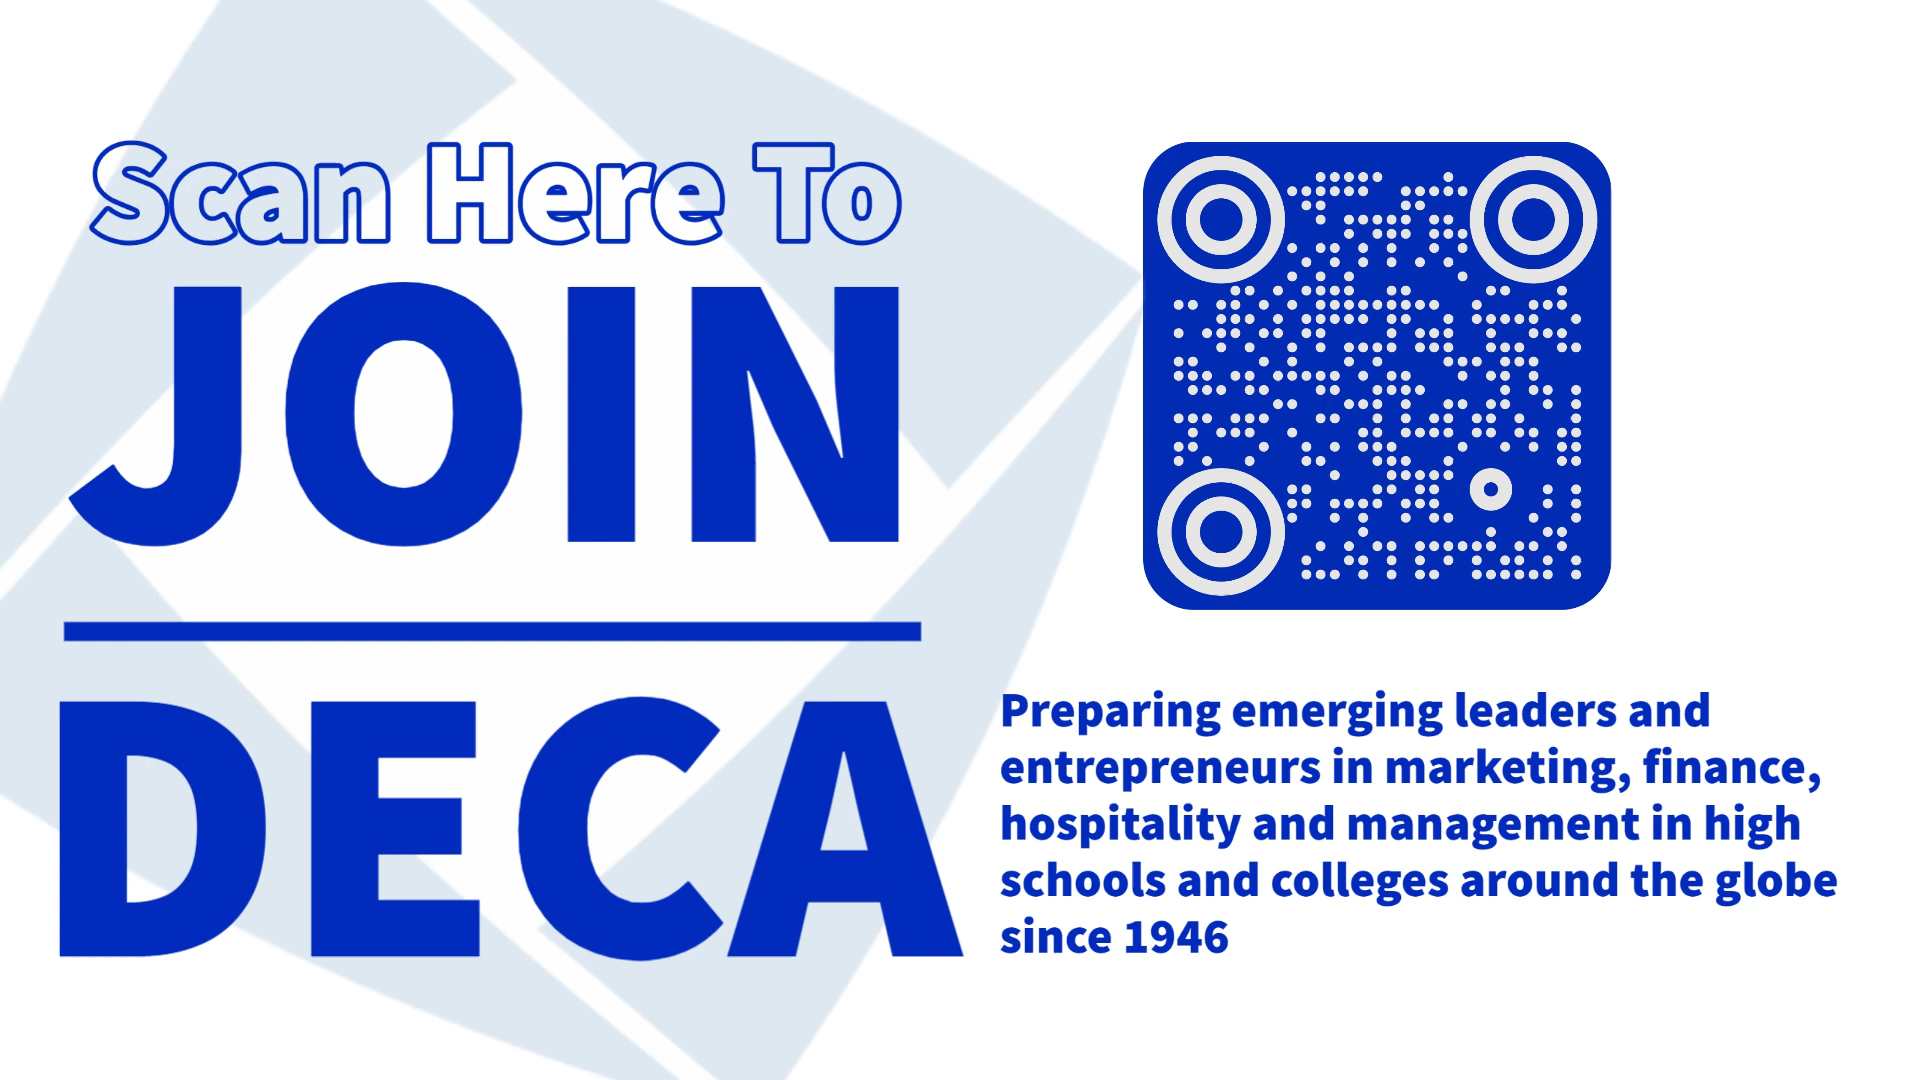 Scan Here To
JOIN
DECA
Preparing emerging leaders and
entrepreneurs in marketing, finance,
hospitality and management in high
schools and colleges around the globe
since 1946